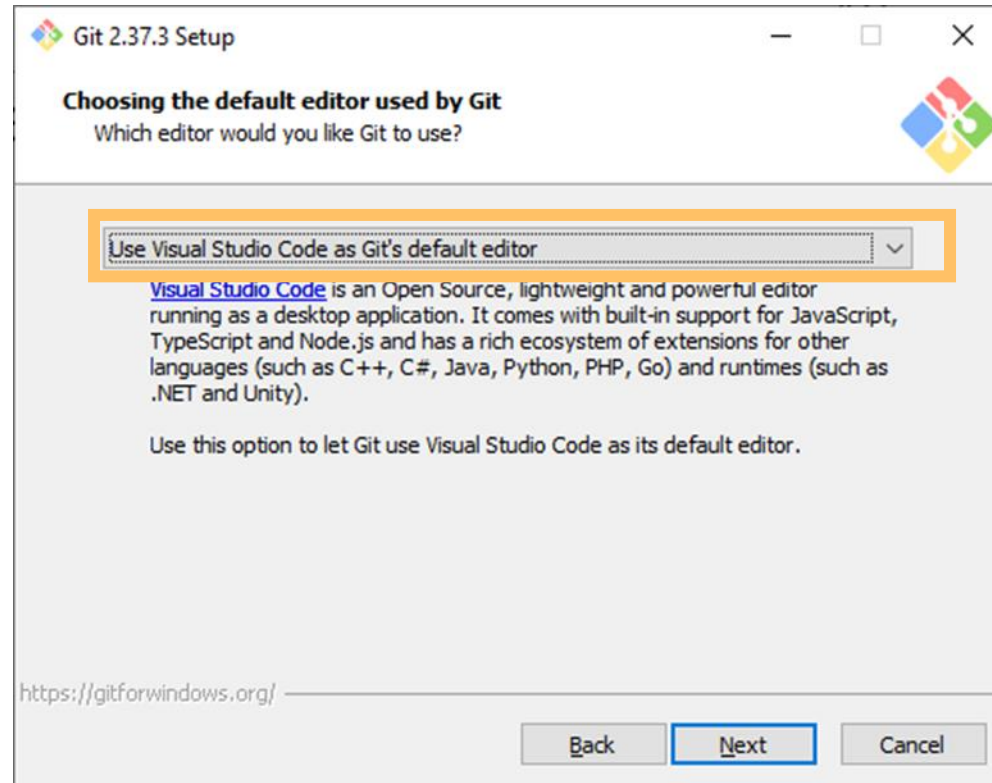 Git 2.37.3 Setup
Choosing the default editor used by Git
Which editor would you like Git to use?
Use Visual Studio Code as Git's default editor
Visual Studio Code is an Open Source, lightweight and powerful editor
running as a desktop application. It comes with built-in support for JavaScript,
TypeScript and Node.js and has a rich ecosystem of extensions for other
languages (such as C++, C#, Java, Python, PHP, Go) and runtimes (such as
.NET and Unity).
Use this option to let Git use Visual Studio Code as its default editor.
https://gitforwindows.org/
Back Next Cancel